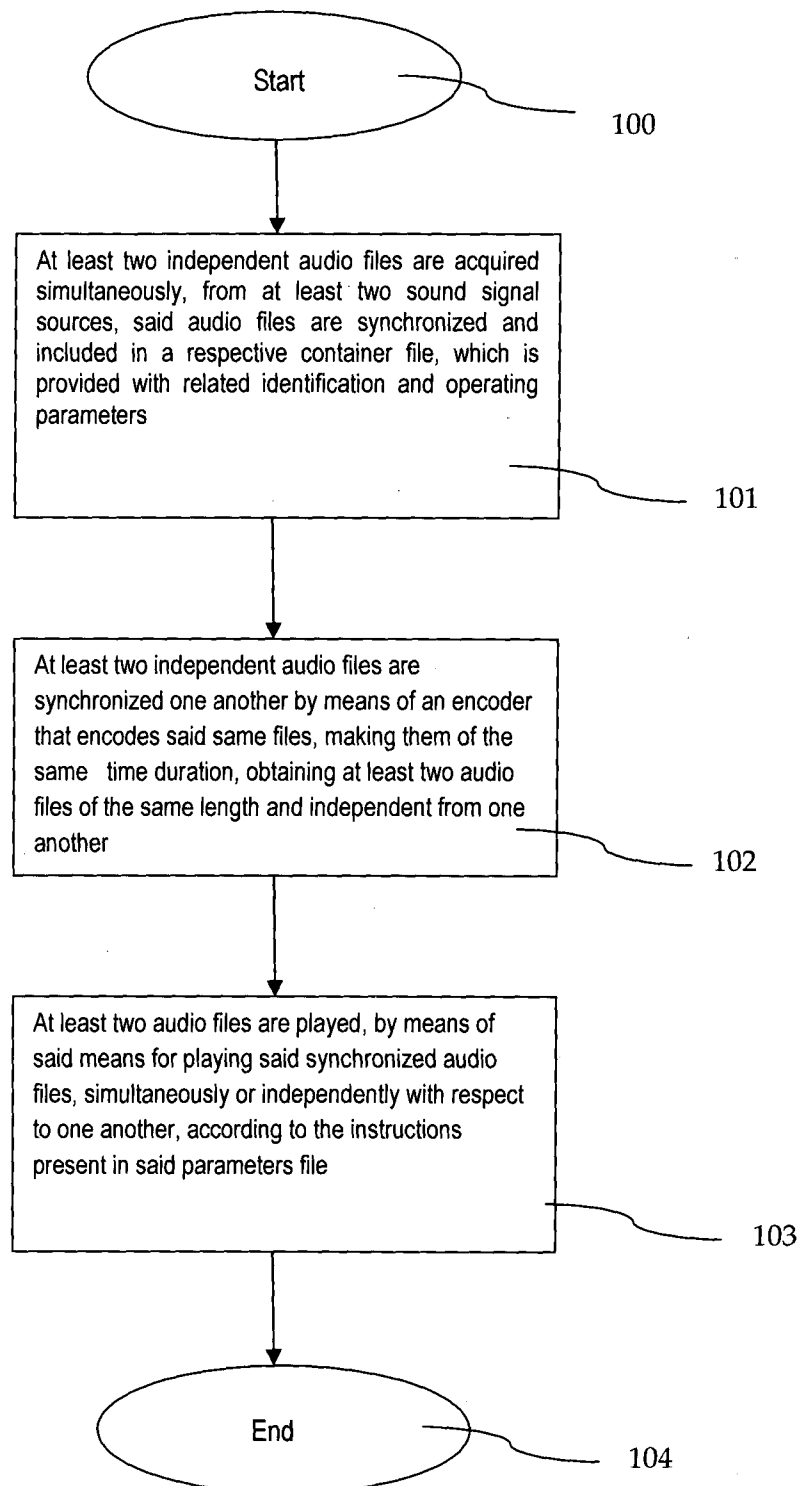 Start
100
At least two independent audio files are acquired
simultaneously, from at least two sound signal
sources, said audio files are synchronized and
included in a respective container file, which is
provided with related identification and operating
parameters
101
At least two independent audio files are
synchronized one another by means of an encoder
that encodes said same files, making them of the
same time duration, obtaining at least two audio
files of the same length and independent from one
another
102
At least two audio files are played, by means of
said means for playing said synchronized audio
files, simultaneously or independently with respect
to one another, according to the instructions
present in said parameters file
103
End
104